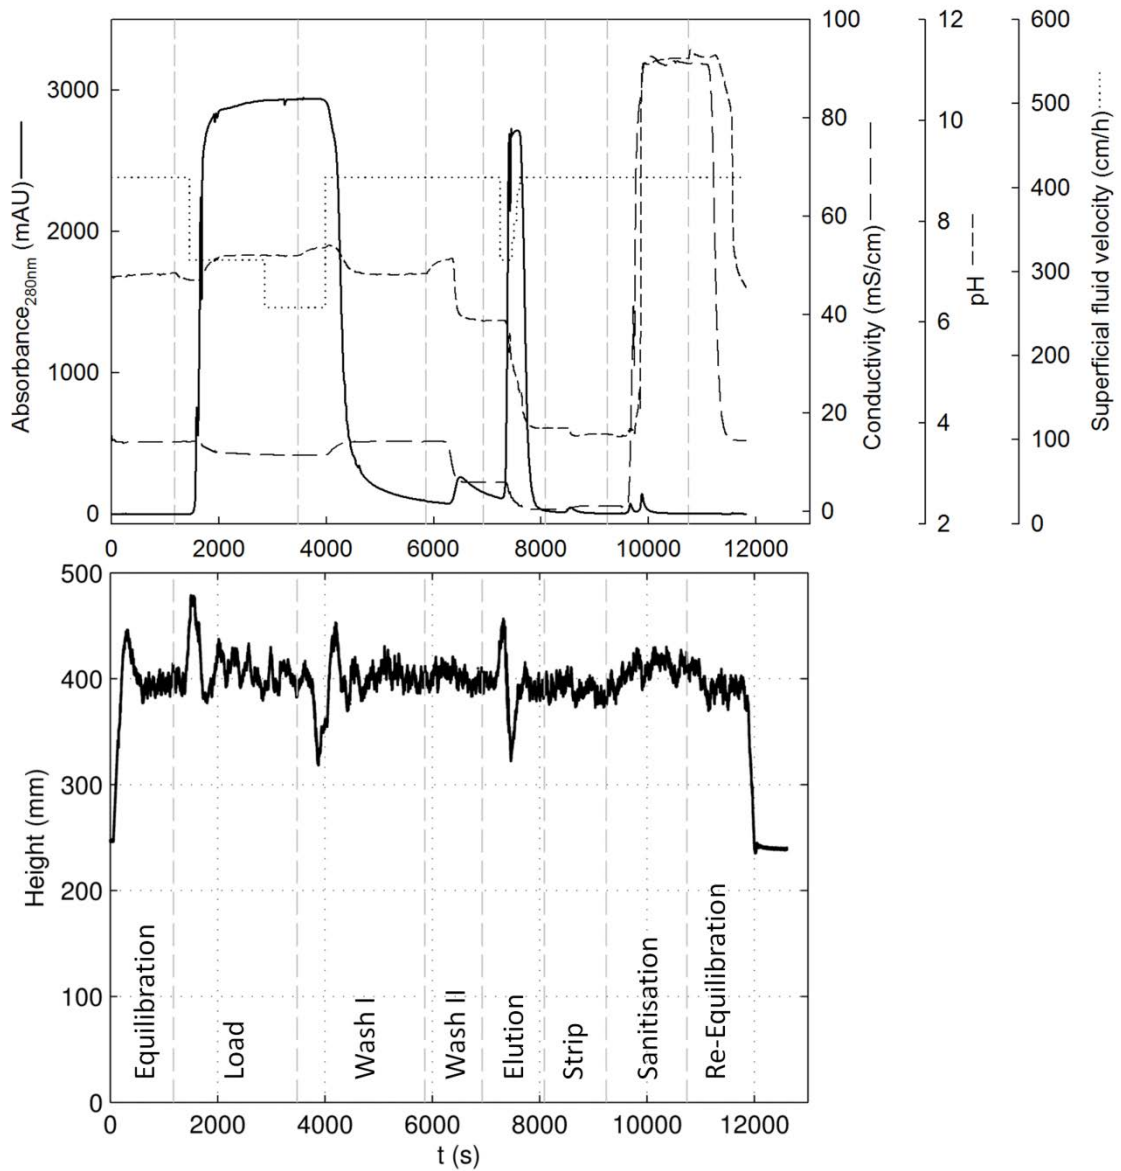 Absorbance280nm (mAU)
3000
2000
1000
0
0 2000 4000 6000 8000 10000 12000
100
80
60
40
20
0
Conductivity (mS/cm)
12
10
8
6
4
2
pH
600
500
400
300
200
100
0
Superficial fluid velocity (cm/h)
Height (mm)
500
400
300
200
100
0
Equilibration
Load
Wash I
Wash II
Elution
Strip
Sanitisation
Re-Equilibration
0 2000 4000 6000 8000 10000 12000
t (s)